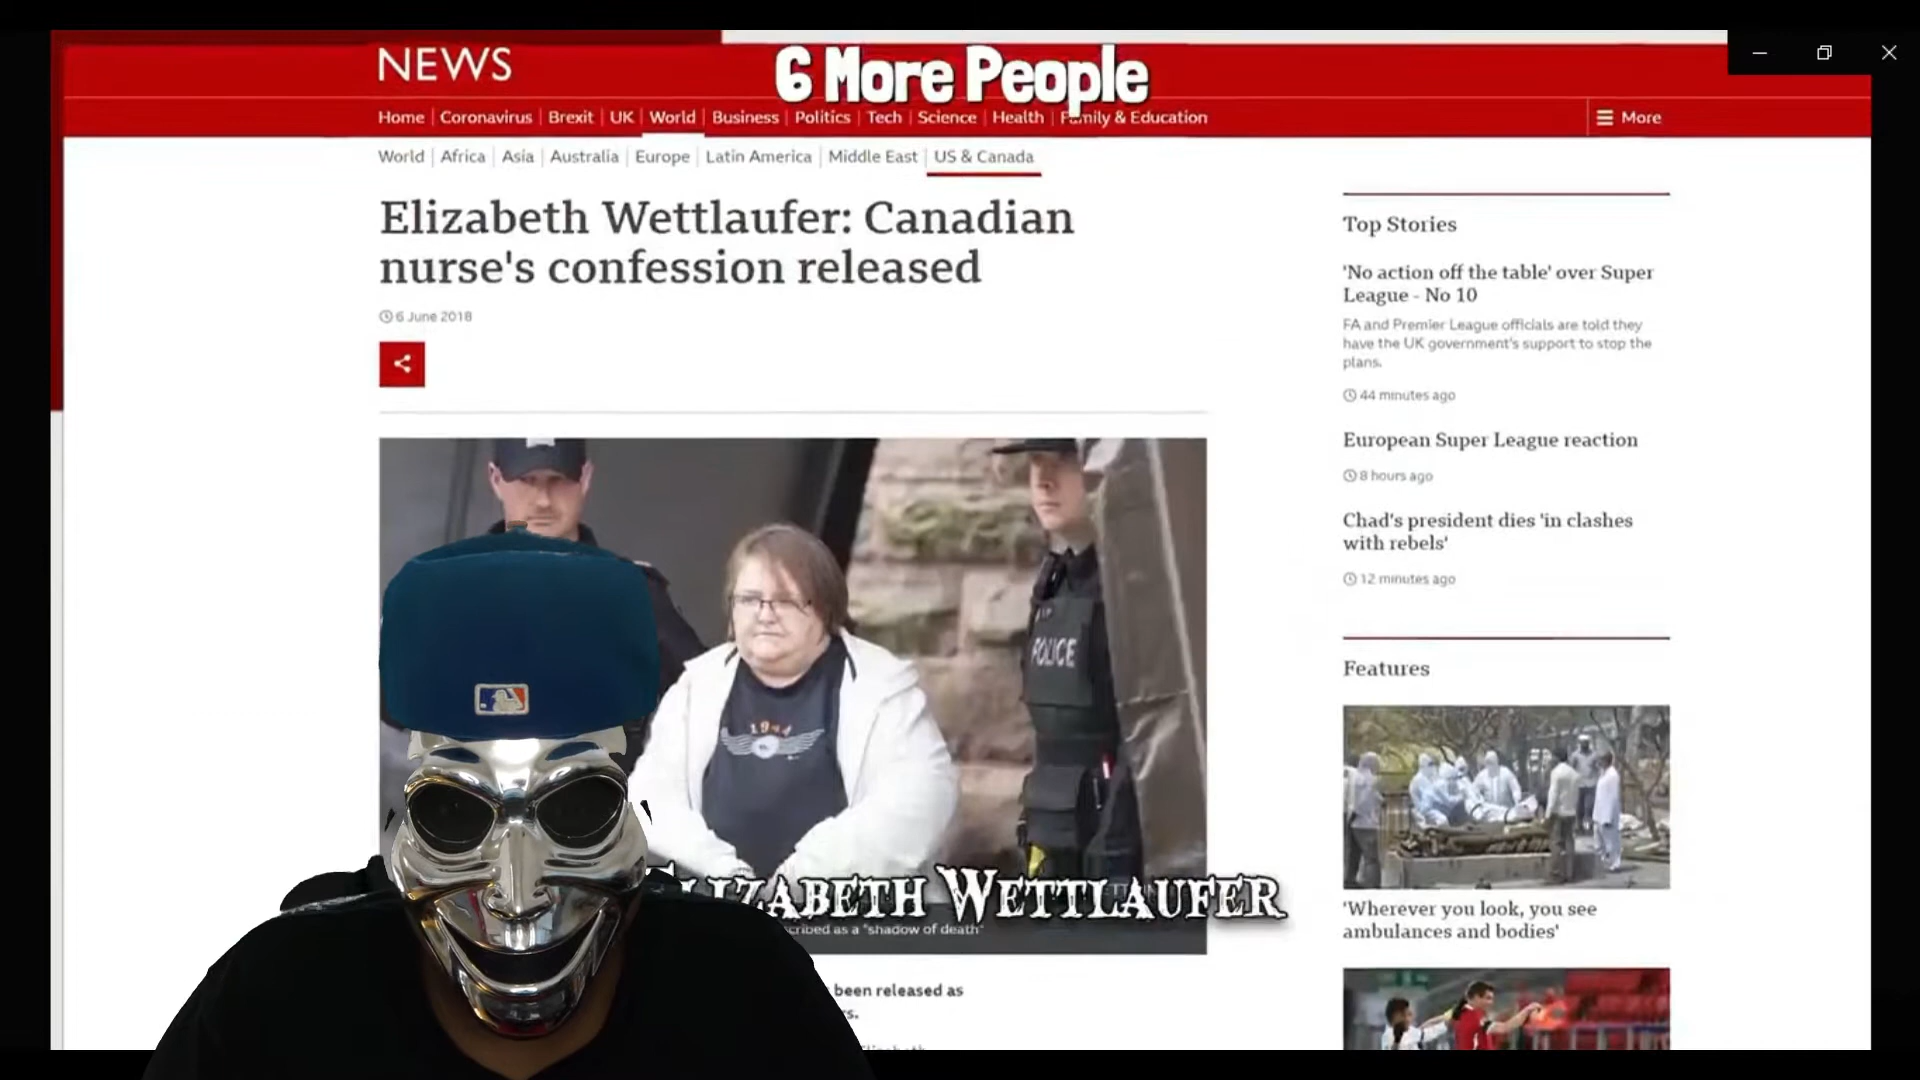 NEWS
6 More People
Home
Coronavirus
Brexit
UK
World
Business
Politics
Tech
Science
Health
Family & Education
More
World
Africa
Asia
Australia
Europe
Latin America
Middle East
US & Canada
Elizabeth Wettlaufer: Canadian
nurse's confession released
6 June 2018
1944
POLICE
ELIZABETH WETTLAUFER
cribed as a "shadow of death"
been released as
Top Stories
'No action off the table' over Super
League - No 10
FA and Premier League officials are told they
have the UK government's support to stop the
plans.
44 minutes ago
European Super League reaction
8 hours ago
Chad's president dies 'in clashes
with rebels'
12 minutes ago
Features
'Wherever you look, you see
ambulances and bodies'